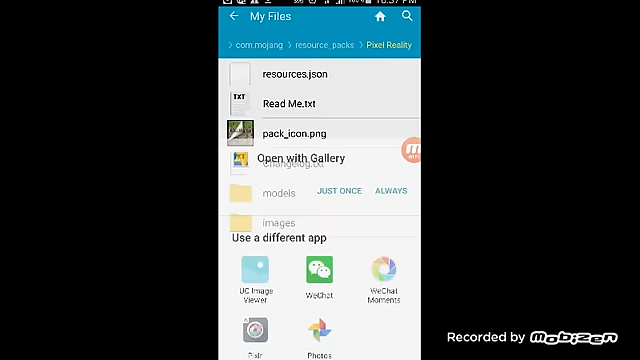 My Files
com.mojang
resource_packs
Pixel Reality
resources.json
TXT
Read Me.txt
pack_icon.png
Open with Gallery
Changelog.txt
models
JUST ONCE
ALWAYS
images
Use a different app
UC Image
Viewer
WeChat
WeChat
Moments
Pixlr
Photos
Recorded by Mobizen